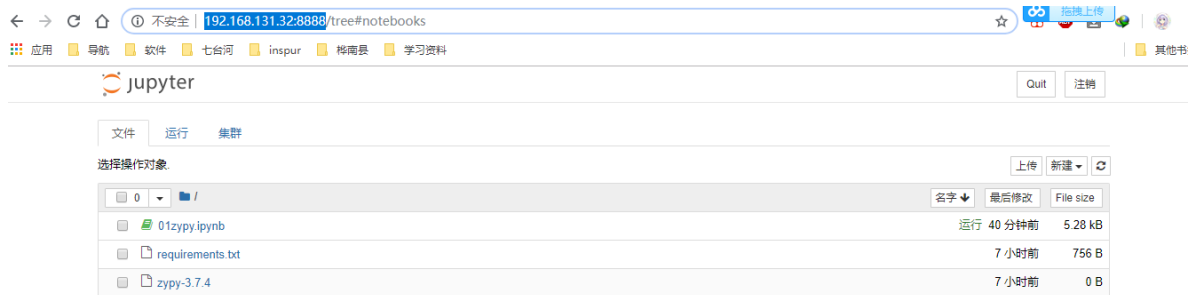 不安全 | 192.168.131.32:8888/tree#notebooks 拖拽上传
应用 导航 软件 七台河 inspur 桦南县 学习资料 其他书
jupyter Quit 注销
文件 运行 集群
选择操作对象. 上传 新建
0 / 名字 最后修改 File size
01zypy.ipynb 运行 40 分钟前 5.28 kB
requirements.txt 7 小时前 756 B
zypy-3.7.4 7 小时前 0 B